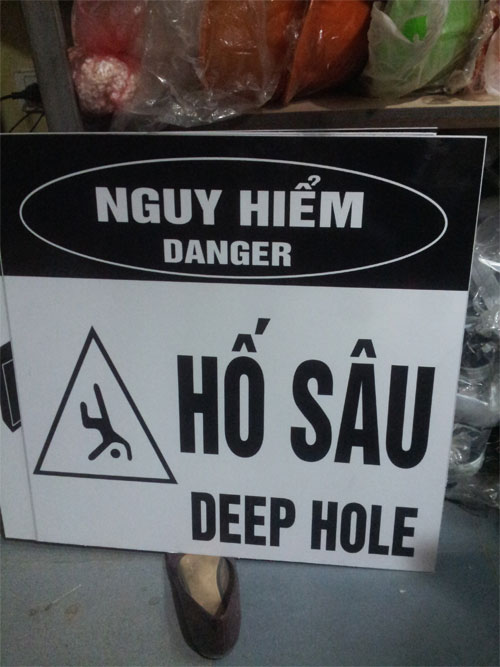 NGUY HIỂM
DANGER
HỐ SÂU
DEEP HOLE